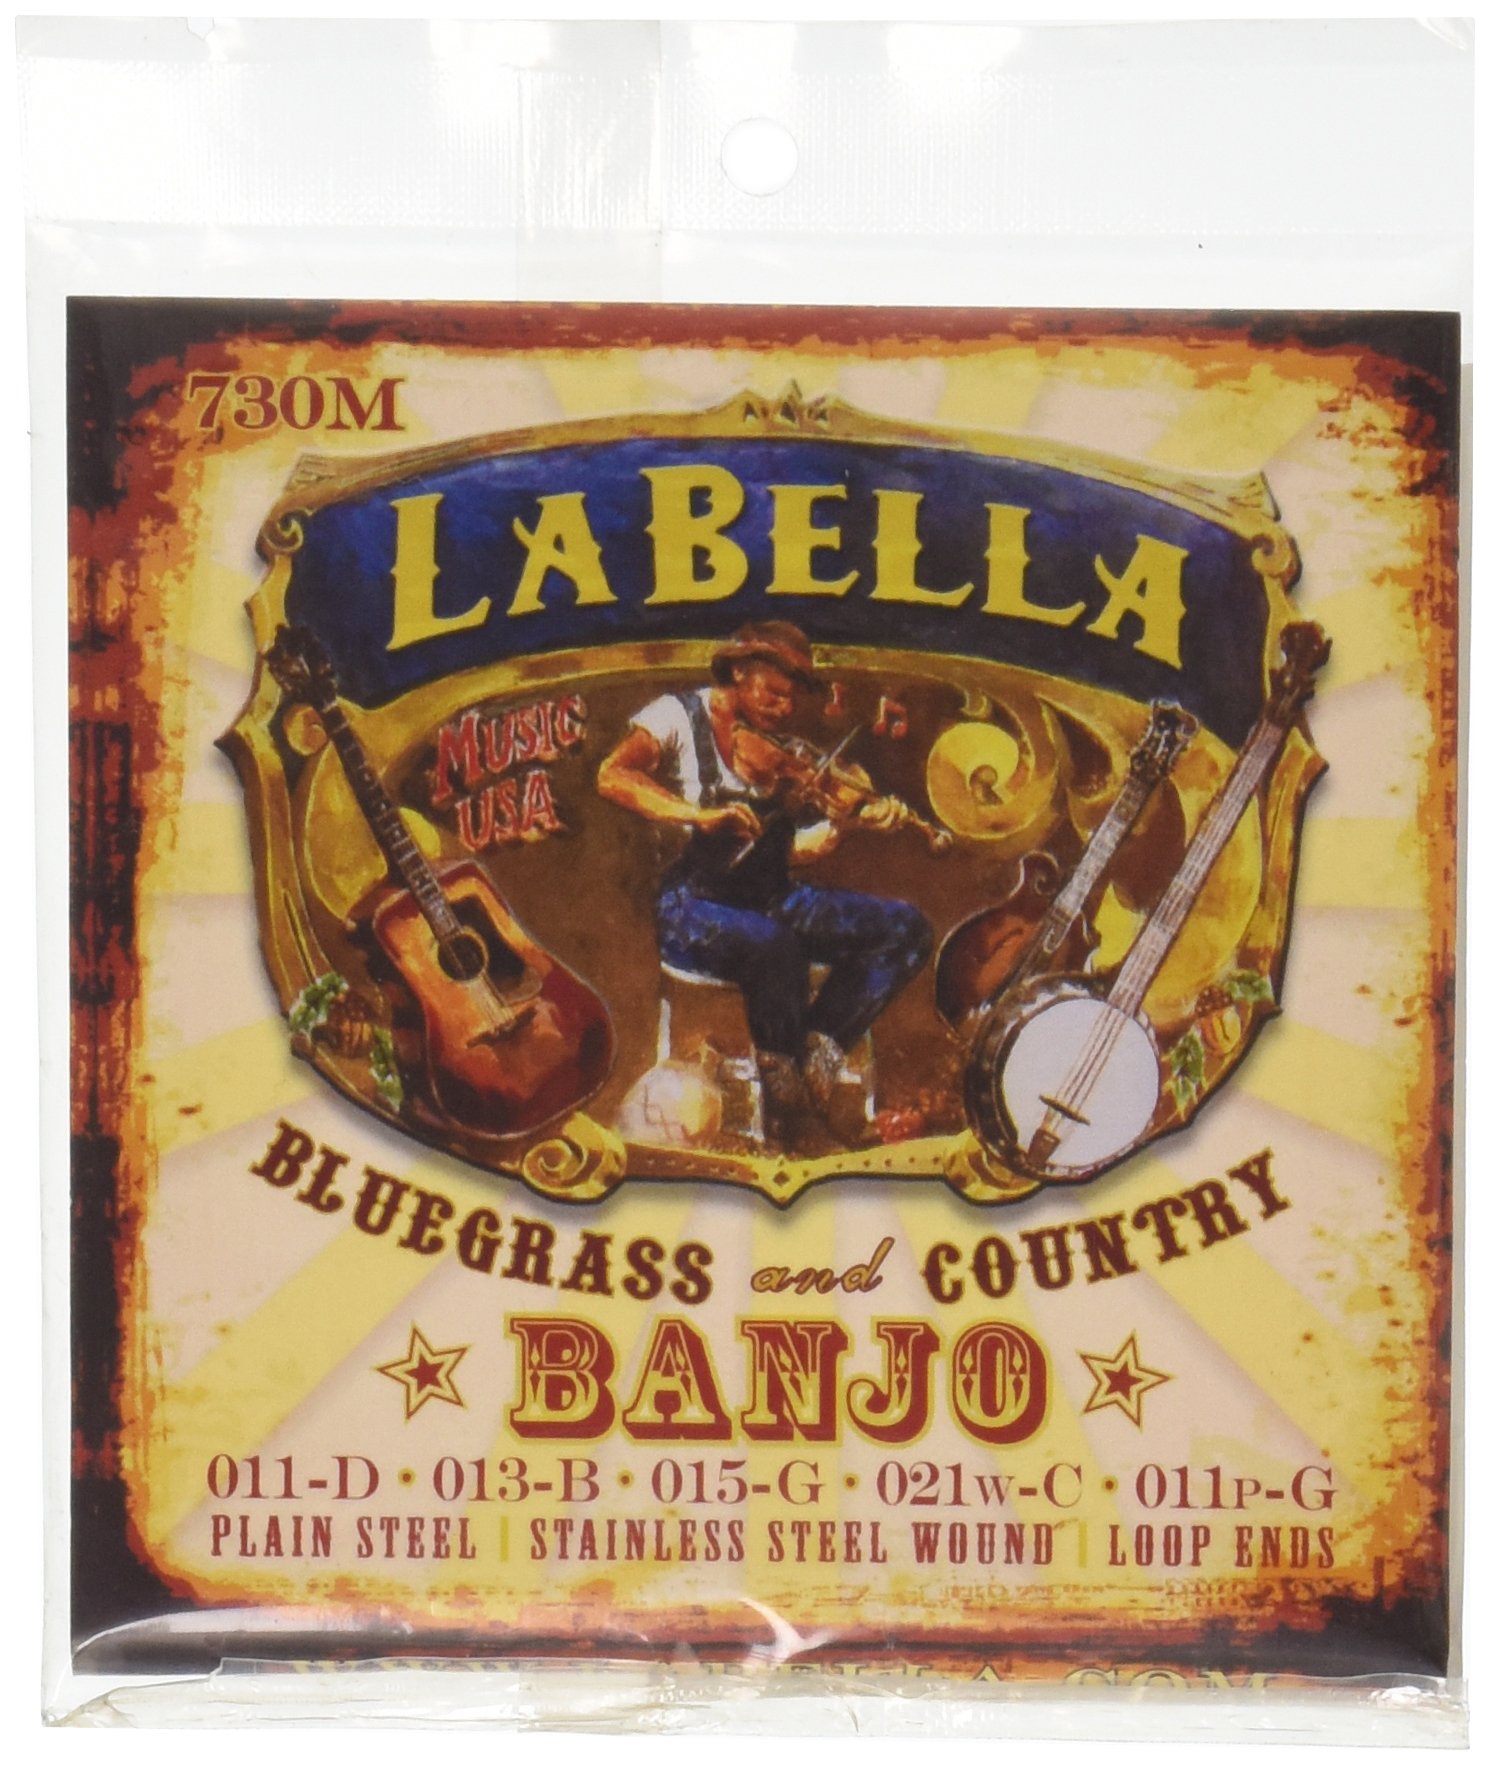 730M
LABELLA
MUSIC
USA
BLUEGRASS and COUNTRY
BANJO
011-D • 013-B • 015-G • 021W-C • 011P-G
PLAIN STEEL | STAINLESS STEEL WOUND | LOOP ENDS